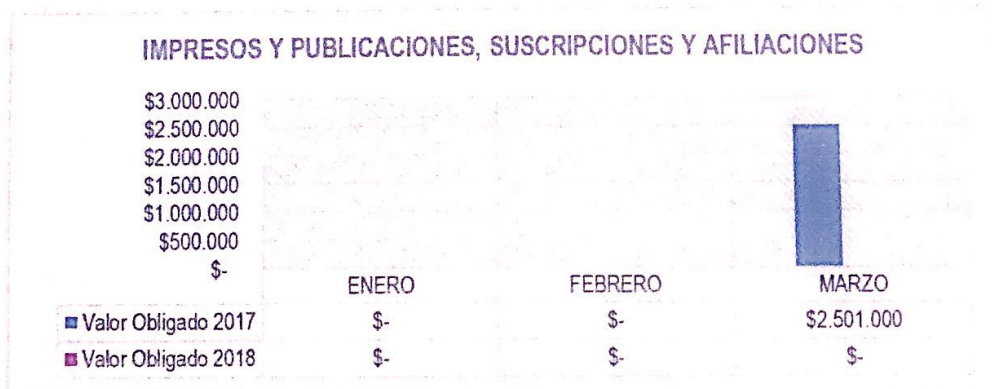 IMPRESOS Y PUBLICACIONES, SUSCRIPCIONES Y AFILIACIONES
$3.000.000
$2.500.000
$2.000.000
$1.500.000
$1.000.000
$500.000
$-
ENERO FEBRERO MARZO
Valor Obligado 2017 $- $- $2.501.000
Valor Obligado 2018 $- $- $-